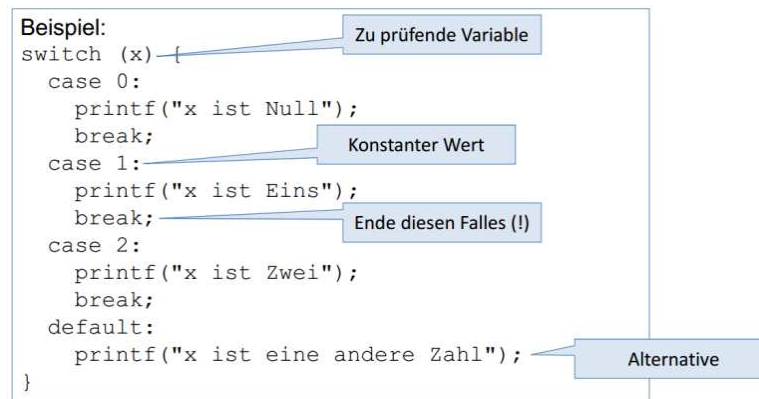 Beispiel:
Zu prüfende Variable
switch (x) {
case 0:
printf("x ist Null");
break;
Konstanter Wert
case 1:
printf("x ist Eins");
break;
Ende diesen Falles (!)
case 2:
printf("x ist Zwei");
break;
default:
printf("x ist eine andere Zahl");
Alternative
}